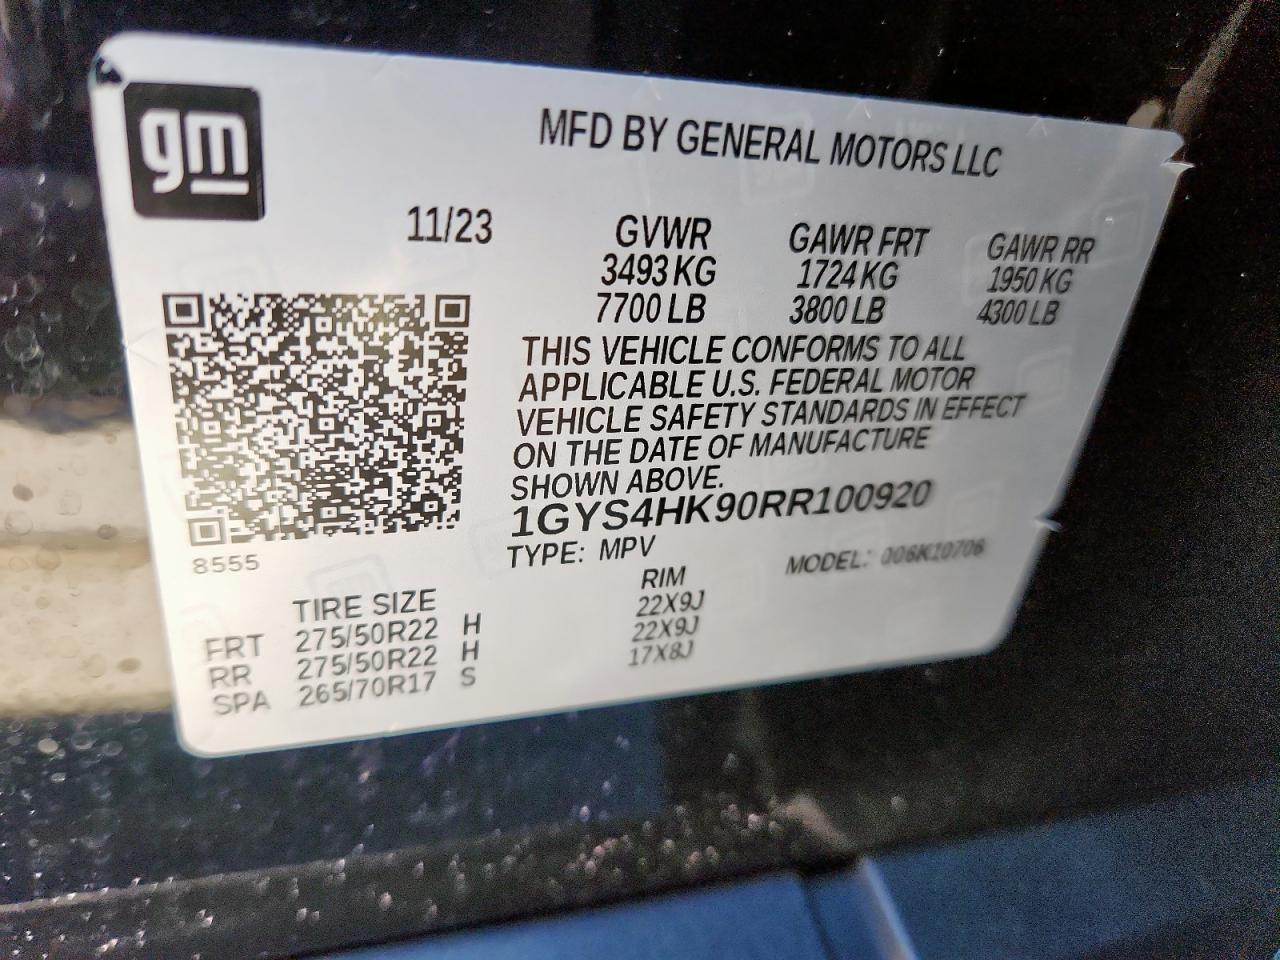 gm
MFD BY GENERAL MOTORS LLC
11/23 GVWR GAWR FRT GAWR RR
3493 KG 1724 KG 1950 KG
7700 LB 3800 LB 4300 LB
THIS VEHICLE CONFORMS TO ALL
APPLICABLE U.S. FEDERAL MOTOR
VEHICLE SAFETY STANDARDS IN EFFECT
ON THE DATE OF MANUFACTURE
SHOWN ABOVE.
1GYS4HK90RR100920
TYPE: MPV MODEL: 006K10706
8555
TIRE SIZE RIM
FRT 275/50R22 H 22X9J
RR 275/50R22 H 22X9J
SPA 265/70R17 S 17X8J